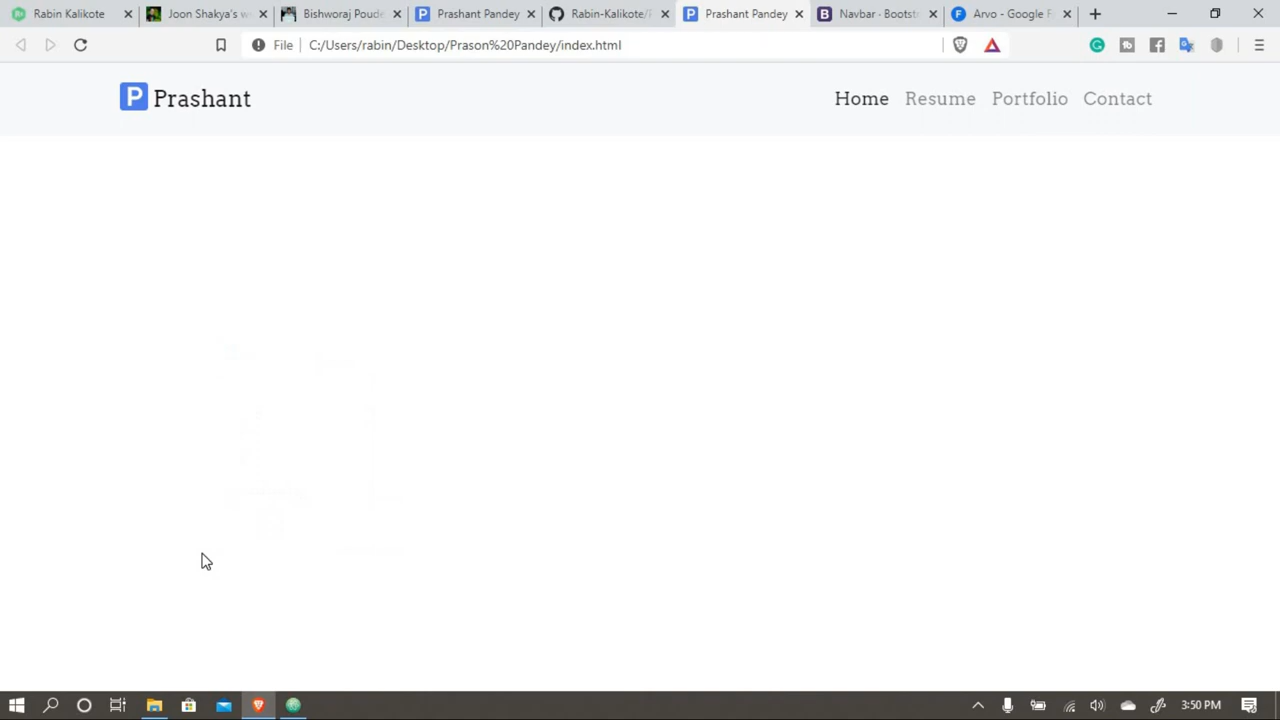 Rabin Kalikote
Joon Shakya's w
Bishworaj Poude
Prashant Pandey
Rabin-Kalikote/
Prashant Pandey
Navbar · Bootstr
Arvo - Google F
File
C:/Users/rabin/Desktop/Prason%20Pandey/index.html
P Prashant
Home Resume Portfolio Contact
3:50 PM